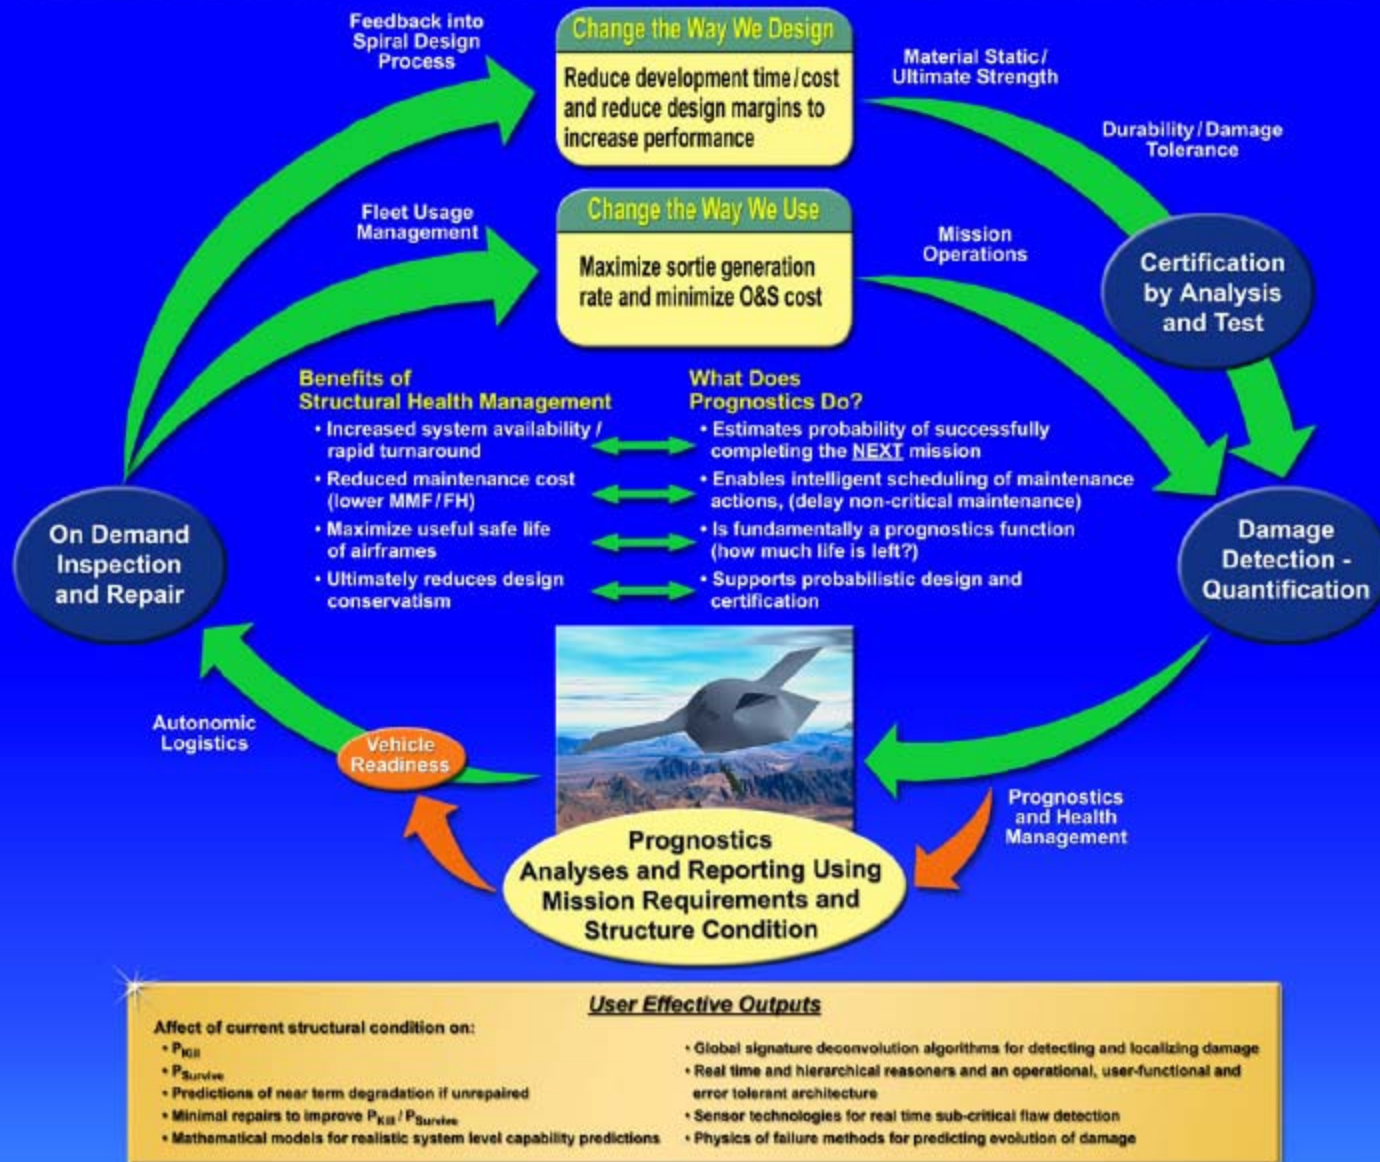 Feedback into
Spiral Design
Process
Change the Way We Design
Reduce development time/cost
and reduce design margins to
increase performance
Material Static/
Ultimate Strength
Durability/Damage
Tolerance
Fleet Usage
Management
Change the Way We Use
Maximize sortie generation
rate and minimize O&S cost
Mission
Operations
Certification
by Analysis
and Test
Benefits of
Structural Health Management
• Increased system availability /
rapid turnaround
• Reduced maintenance cost
(lower MMF/FH)
• Maximize useful safe life
of airframes
• Ultimately reduces design
conservatism
What Does
Prognostics Do?
• Estimates probability of successfully
completing the NEXT mission
• Enables intelligent scheduling of maintenance
actions, (delay non-critical maintenance)
• Is fundamentally a prognostics function
(how much life is left?)
• Supports probabilistic design and
certification
On Demand
Inspection
and Repair
Damage
Detection -
Quantification
Autonomic
Logistics
Vehicle
Readiness
Prognostics
and Health
Management
Prognostics
Analyses and Reporting Using
Mission Requirements and
Structure Condition
User Effective Outputs
Affect of current structural condition on:
• PKill
• PSurvive
• Predictions of near term degradation if unrepaired
• Minimal repairs to improve PKill / PSurvive
• Mathematical models for realistic system level capability predictions
• Global signature deconvolution algorithms for detecting and localizing damage
• Real time and hierarchical reasoners and an operational, user-functional and
error tolerant architecture
• Sensor technologies for real time sub-critical flaw detection
• Physics of failure methods for predicting evolution of damage